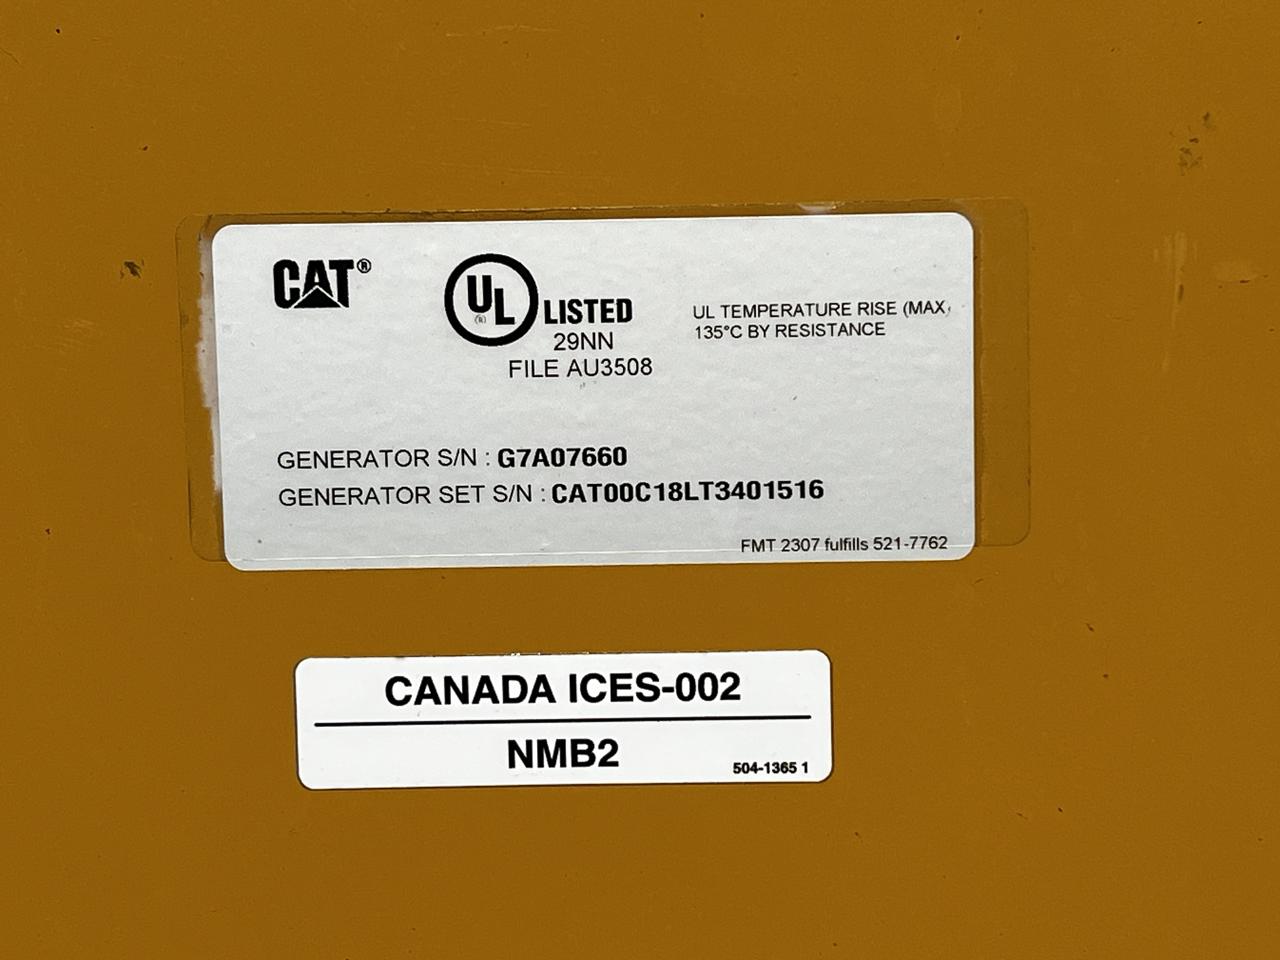 CAT®
UL ® LISTED
29NN
FILE AU3508
UL TEMPERATURE RISE (MAX)
135°C BY RESISTANCE
GENERATOR S/N : G7A07660
GENERATOR SET S/N : CAT00C18LT3401516
FMT 2307 fulfills 521-7762
CANADA ICES-002
NMB2
504-1365 1